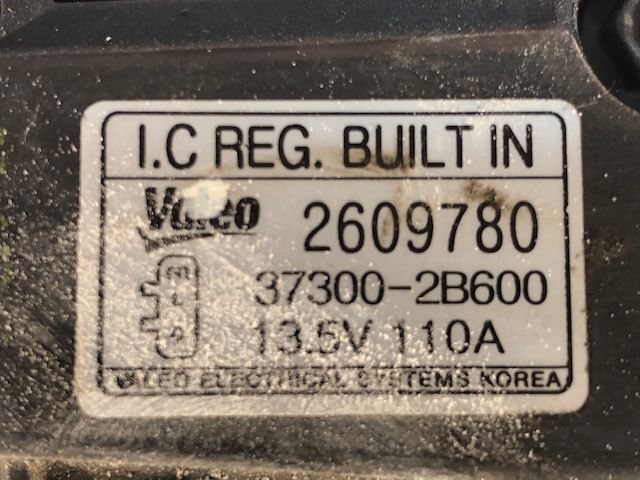 I.C REG. BUILT IN
Valeo 2609780
37300-2B600
13.5V 110A
VALEO ELECTRICAL SYSTEMS KOREA